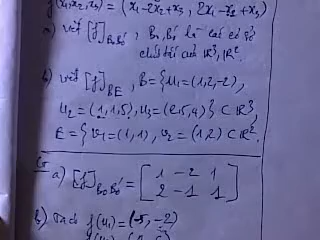 f(x₁,x₂,x₃) = (x₁-2x₂+x₃, 2x₁-x₂+x₃)
a) viết [f]B₀B₀' ; B₀, B₀' là các cơ sở
chính tắc của ℝ³, ℝ².
b) viết [f]BE , B={u₁=(1,2,-2),
u₂=(1,1,5), u₃=(2,5,4)} ⊂ ℝ³
E={v₁=(1,1), v₂=(1,2) ⊂ ℝ².
a) [f]B₀B₀' = [1 -2 1
2 -1 1]
b) f(u₁)=(-5,-2)